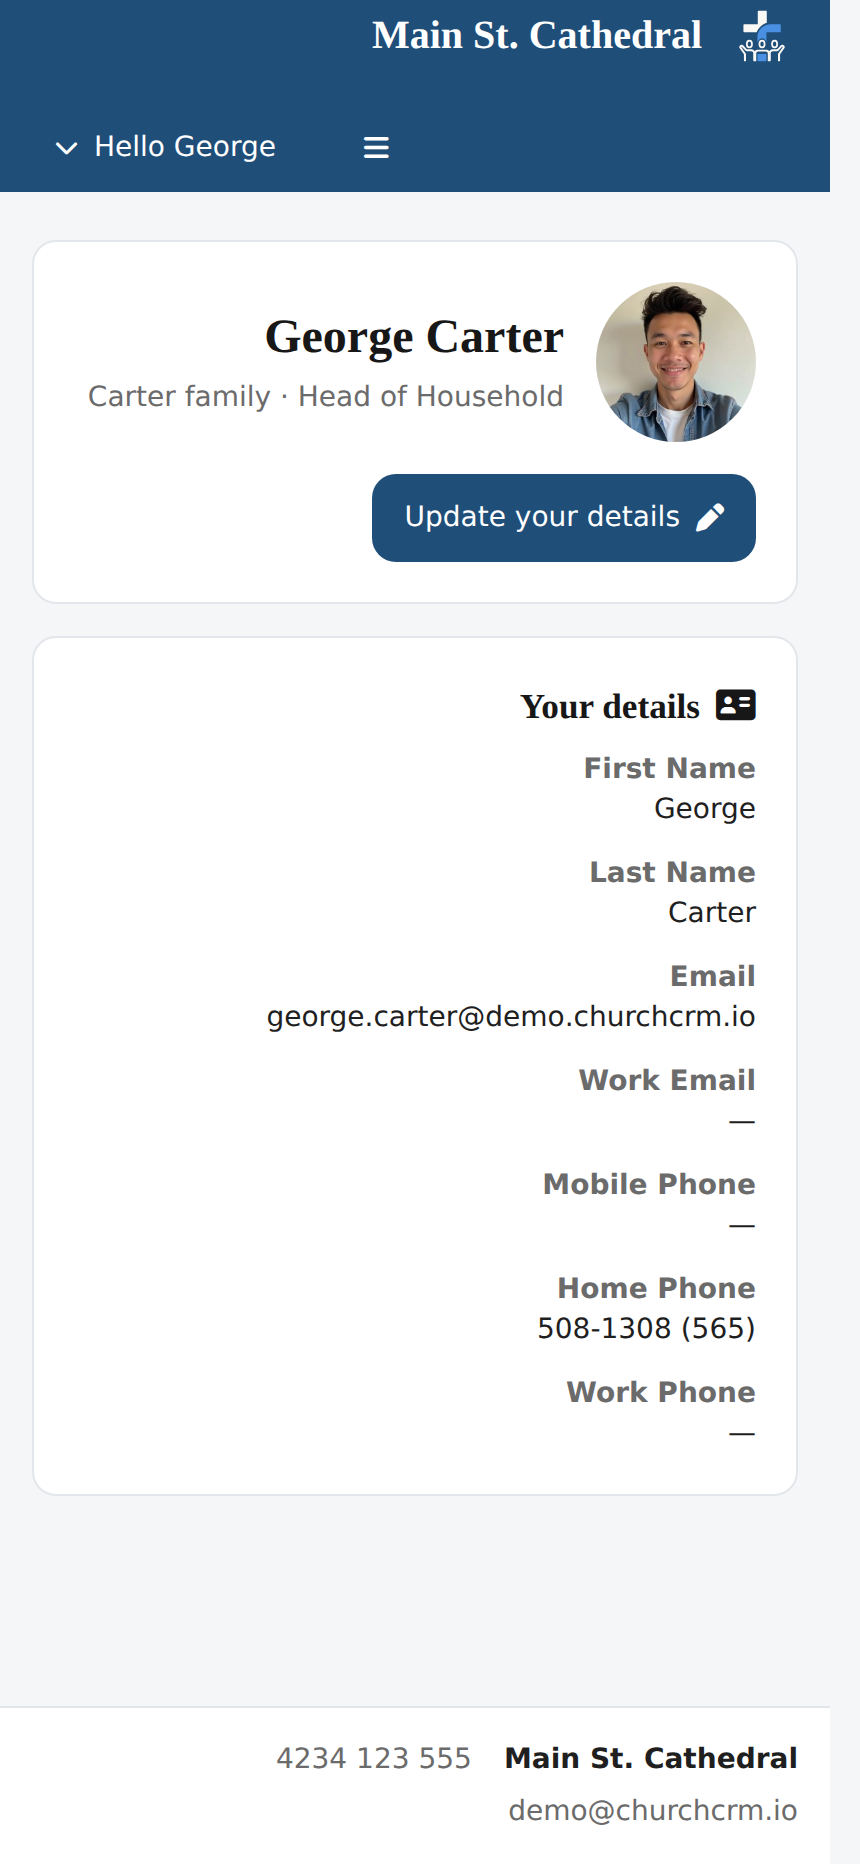 Main St. Cathedral
Hello George
George Carter
Carter family · Head of Household
Update your details
Your details
First Name
George
Last Name
Carter
Email
george.carter@demo.churchcrm.io
Work Email
—
Mobile Phone
—
Home Phone
508-1308 (565)
Work Phone
—
Main St. Cathedral
4234 123 555
demo@churchcrm.io